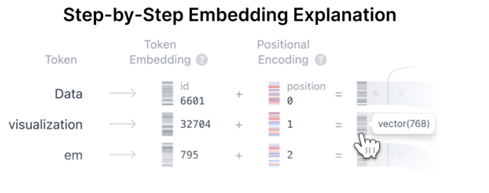 Step-by-Step Embedding Explanation
Token Token Embedding ? Positional Encoding ?
id position
Data → 6601 + 0 =
visualization → 32704 + 1 = vector(768)
em → 795 + 2 =